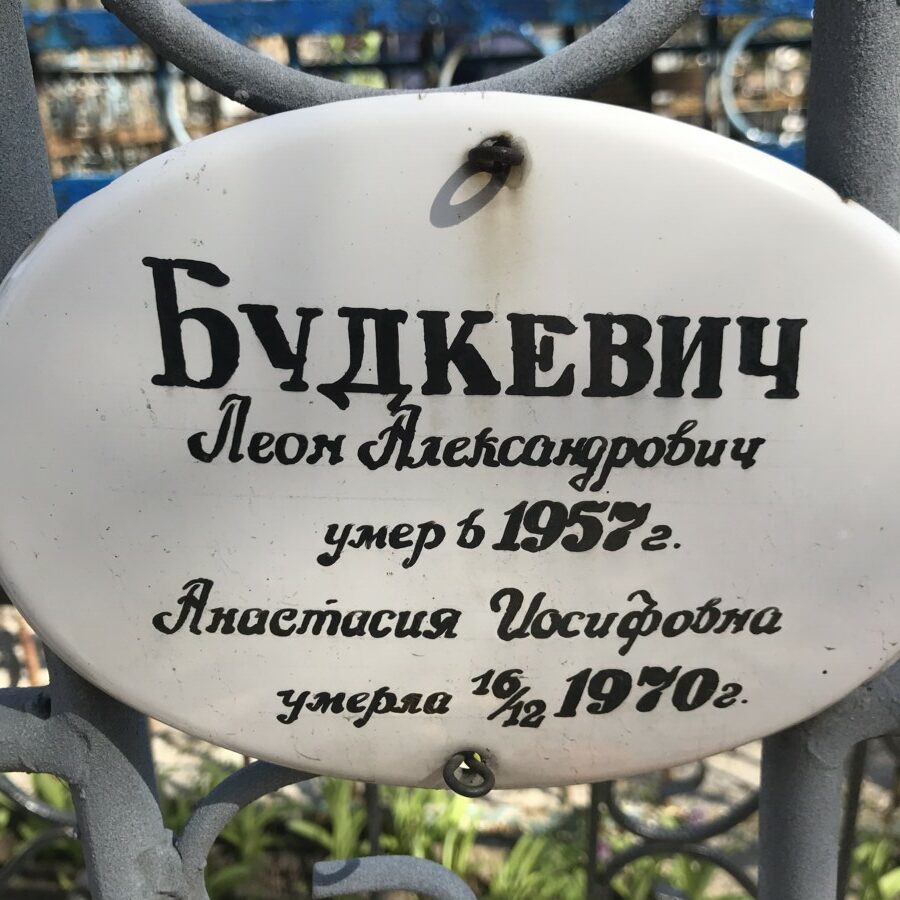 Будкевич
Леон Александрович
умер в 1957г.
Анастасия Иосифовна
умерла 16/12 1970г.